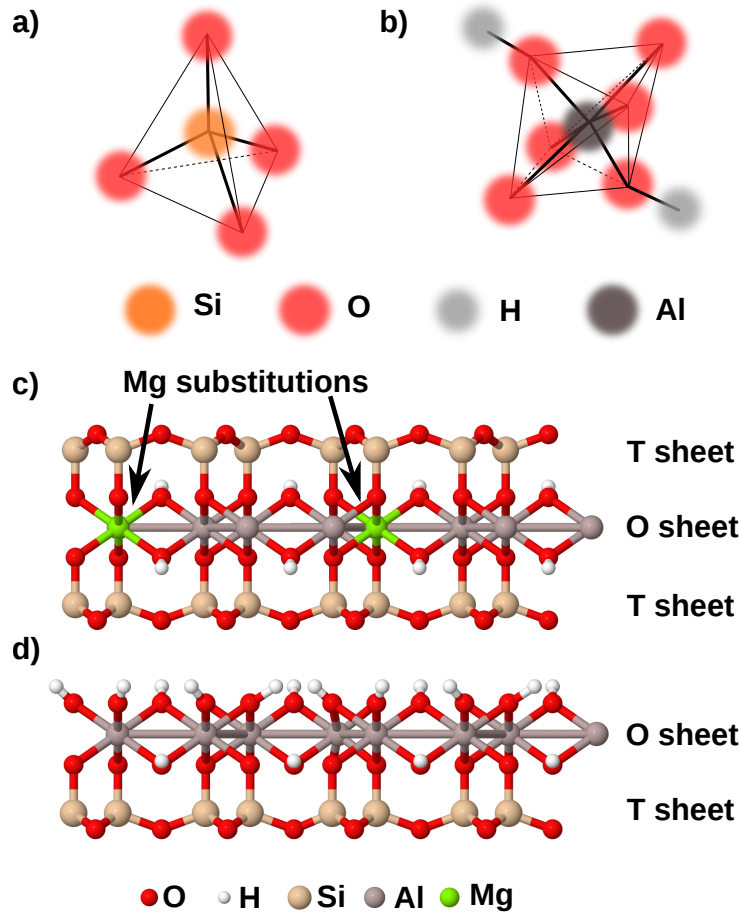 a)
b)
Si
O
H
Al
c)
Mg substitutions
T sheet
O sheet
T sheet
d)
O sheet
T sheet
O H Si Al Mg